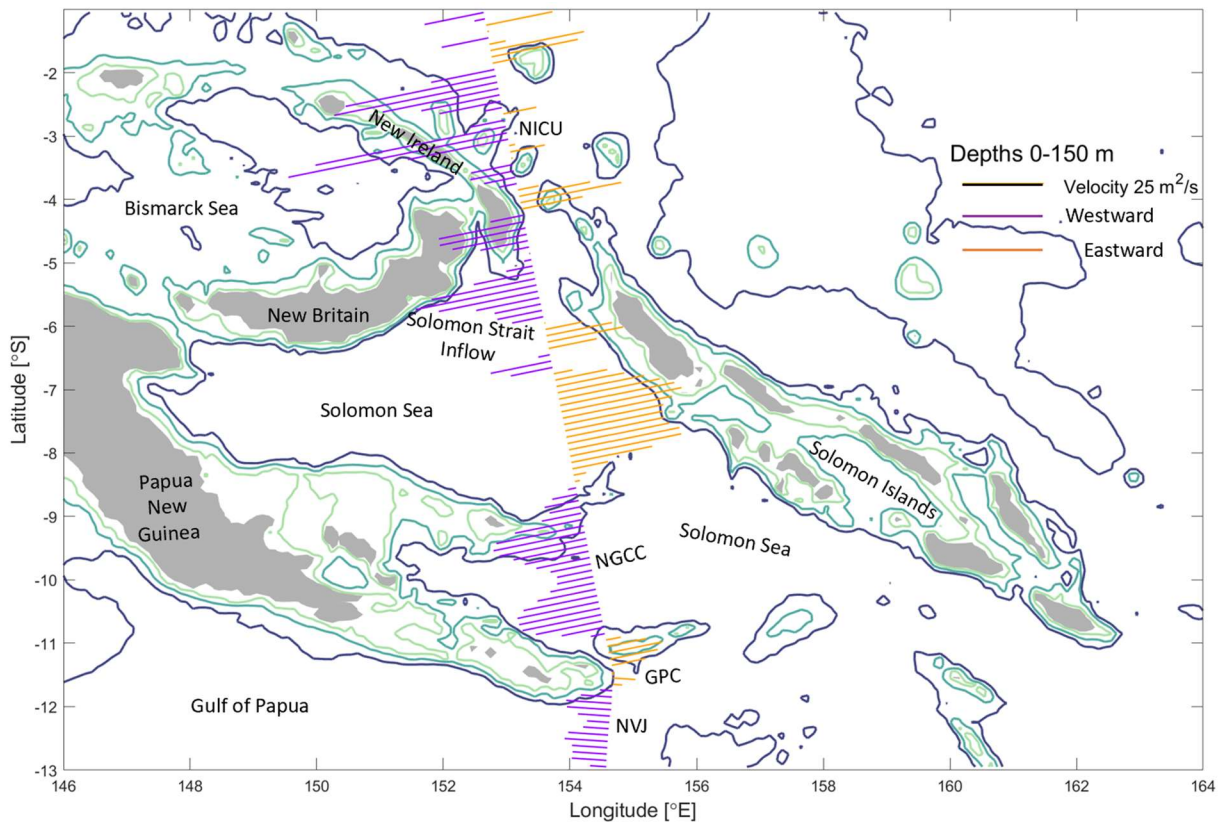 -2
-3
-4
-5
-6
-7
-8
-9
-10
-11
-12
-13
Latitude [°S]
146
148
150
152
154
156
158
160
162
164
Longitude [°E]
New Ireland
NICU
Bismarck Sea
New Britain
Solomon Strait
Inflow
Solomon Sea
Papua
New
Guinea
Solomon Islands
Solomon Sea
NGCC
GPC
NVJ
Gulf of Papua
Depths 0-150 m
Velocity 25 m²/s
Westward
Eastward